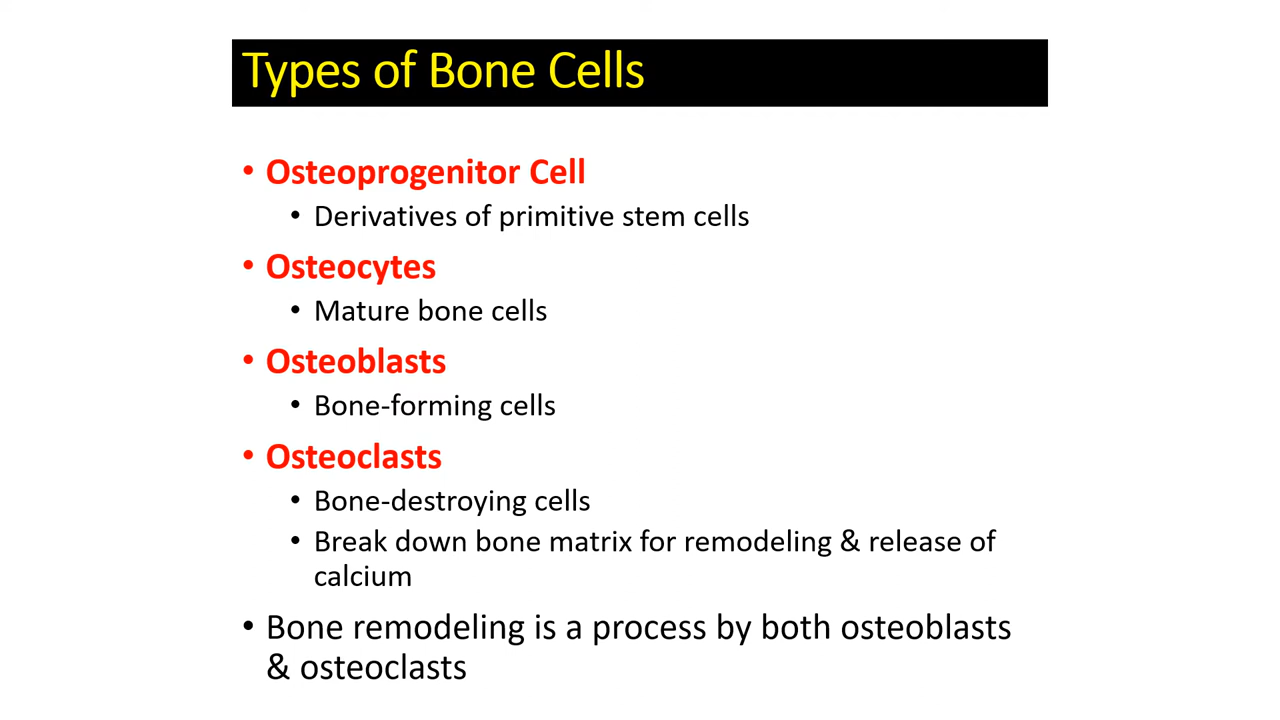 Types of Bone Cells
• Osteoprogenitor Cell
• Derivatives of primitive stem cells
• Osteocytes
• Mature bone cells
• Osteoblasts
• Bone-forming cells
• Osteoclasts
• Bone-destroying cells
• Break down bone matrix for remodeling & release of
calcium
• Bone remodeling is a process by both osteoblasts
& osteoclasts